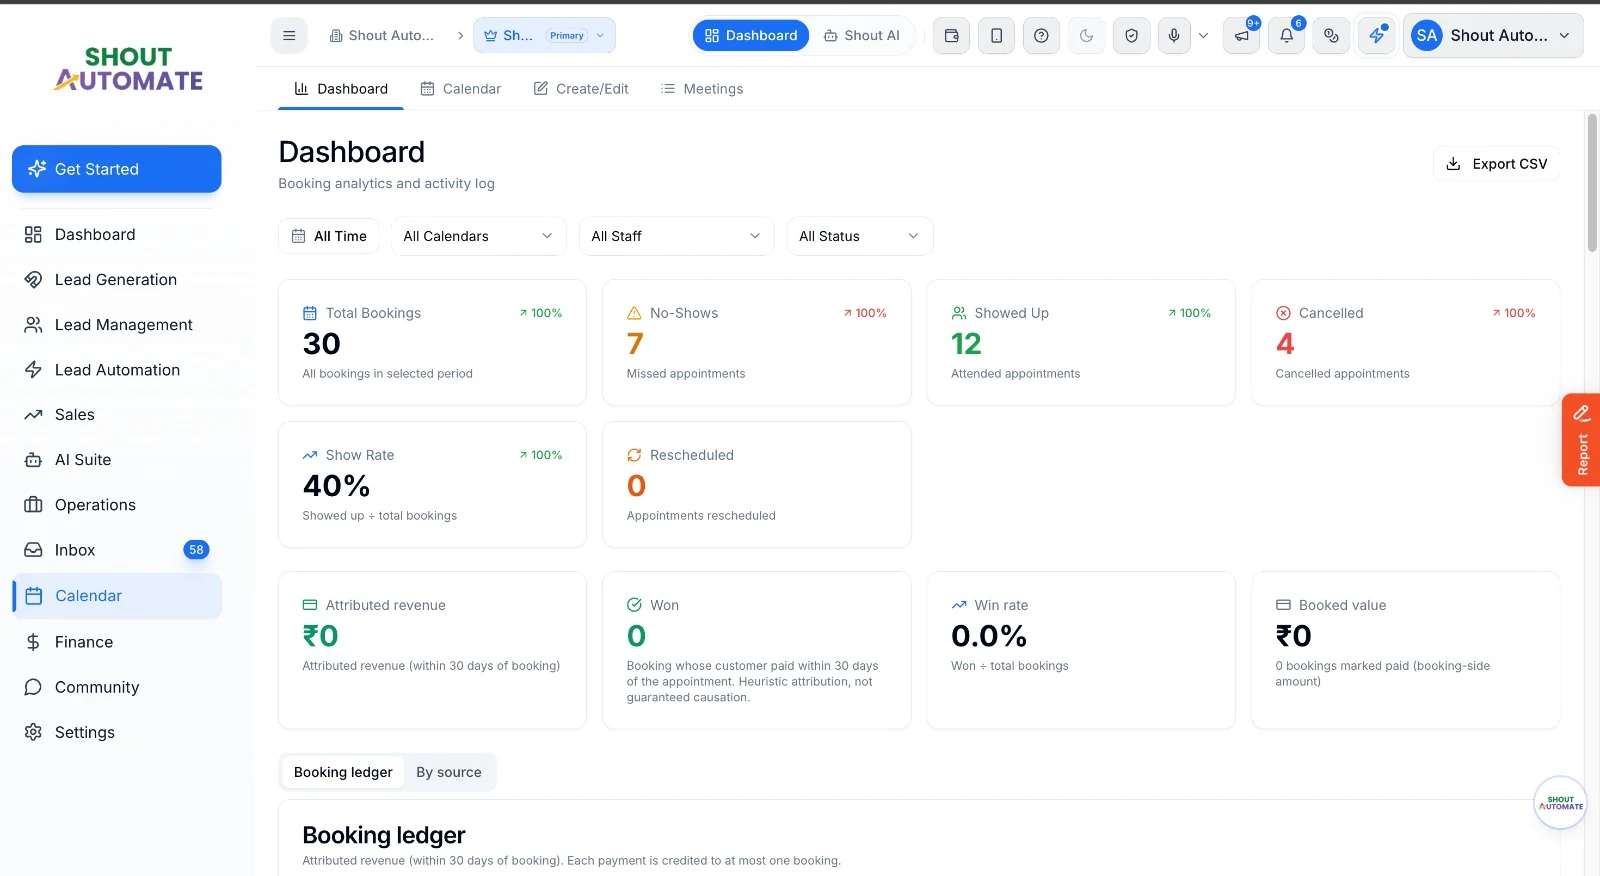 SHOUT
AUTOMATE
Get Started
Dashboard
Lead Generation
Lead Management
Lead Automation
Sales
AI Suite
Operations
Inbox 58
Calendar
Finance
Community
Settings
Shout Auto... Sh... Primary Dashboard Shout AI 9+ 6 SA Shout Auto...
Dashboard Calendar Create/Edit Meetings
Dashboard
Booking analytics and activity log
Export CSV
All Time All Calendars All Staff All Status
Total Bookings 100%
30
All bookings in selected period
No-Shows 100%
7
Missed appointments
Showed Up 100%
12
Attended appointments
Cancelled 100%
4
Cancelled appointments
Show Rate 100%
40%
Showed up ÷ total bookings
Rescheduled
0
Appointments rescheduled
Attributed revenue
₹0
Attributed revenue (within 30 days of booking)
Won
0
Booking whose customer paid within 30 days
of the appointment. Heuristic attribution, not
guaranteed causation.
Win rate
0.0%
Won ÷ total bookings
Booked value
₹0
0 bookings marked paid (booking-side
amount)
Report
Booking ledger By source
Booking ledger
Attributed revenue (within 30 days of booking). Each payment is credited to at most one booking.
SHOUT
AUTOMATE